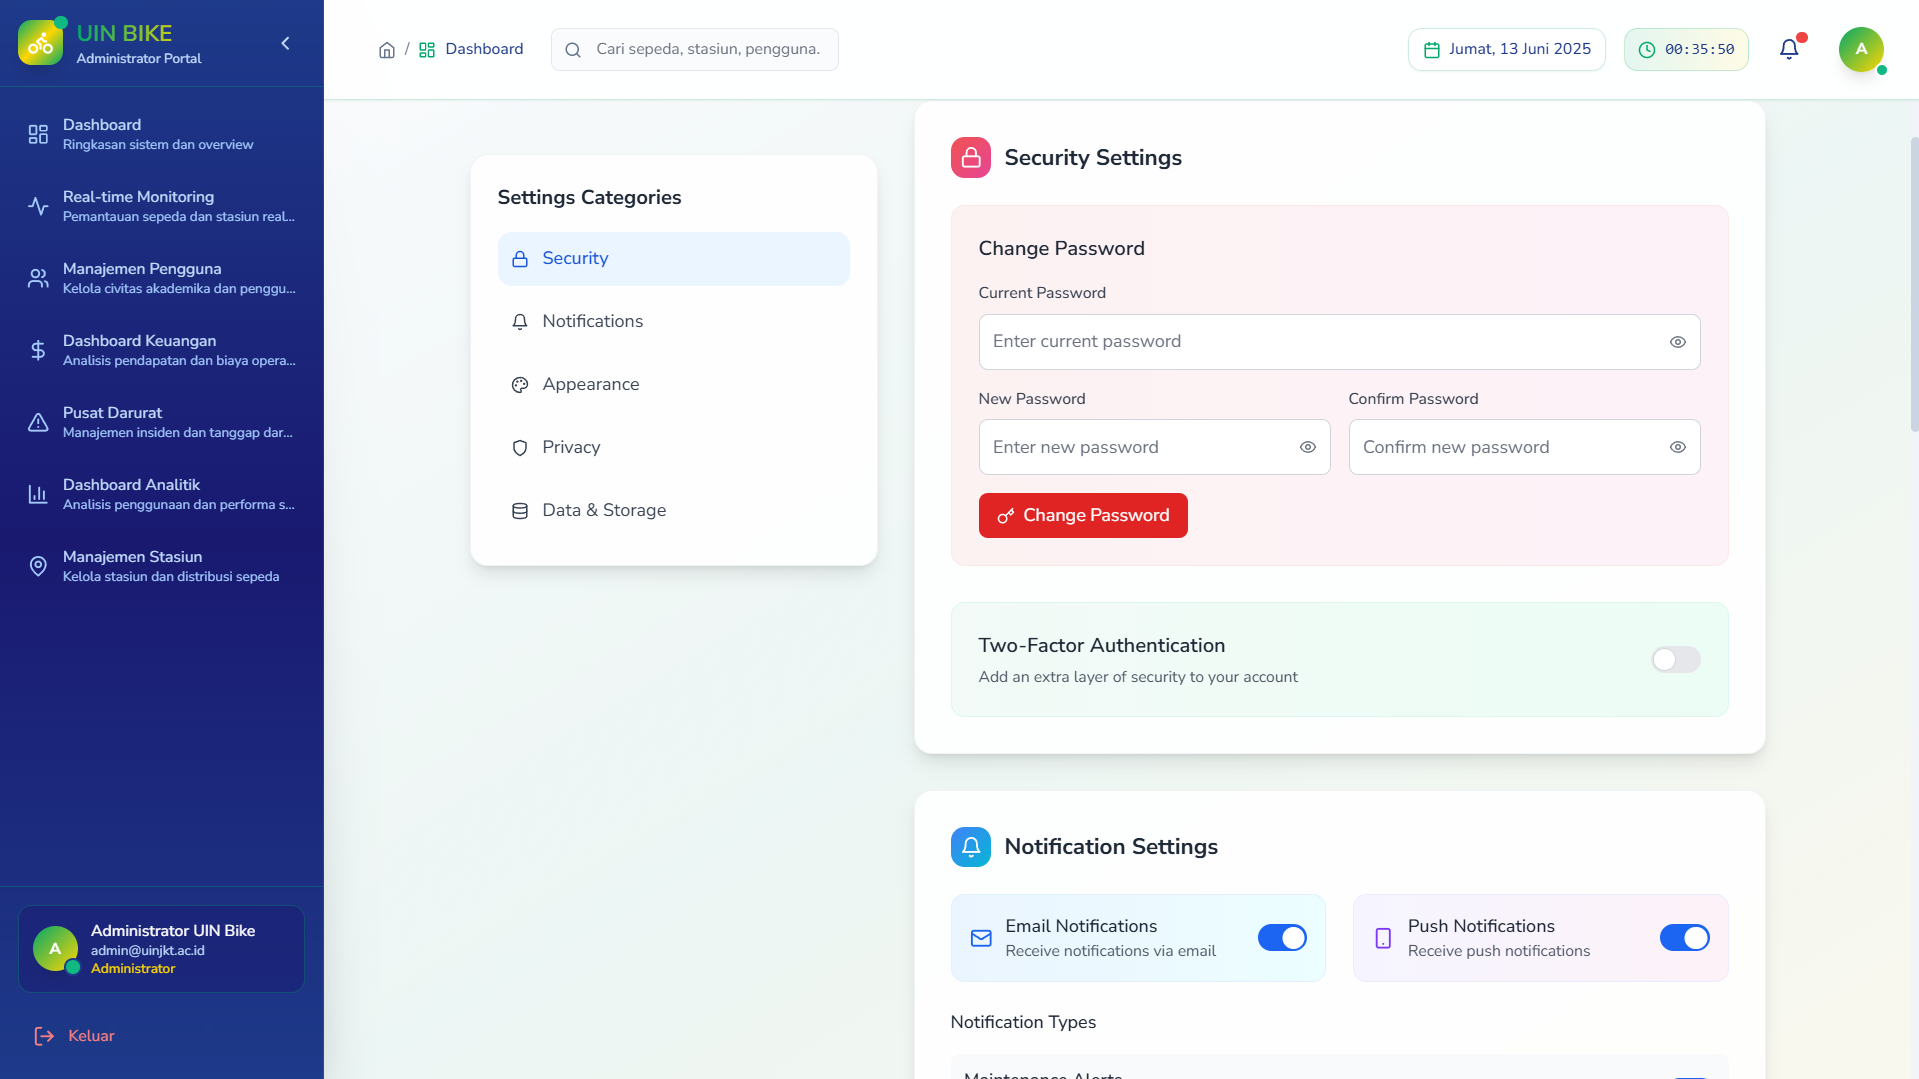 UIN BIKE
Administrator Portal
Dashboard
Ringkasan sistem dan overview
Real-time Monitoring
Pemantauan sepeda dan stasiun real...
Manajemen Pengguna
Kelola civitas akademika dan penggu...
Dashboard Keuangan
Analisis pendapatan dan biaya opera...
Pusat Darurat
Manajemen insiden dan tanggap dar...
Dashboard Analitik
Analisis penggunaan dan performa s...
Manajemen Stasiun
Kelola stasiun dan distribusi sepeda
A
Administrator UIN Bike
admin@uinjkt.ac.id
Administrator
Keluar
/ Dashboard
Cari sepeda, stasiun, pengguna.
Jumat, 13 Juni 2025
00:35:50
A
Settings Categories
Security
Notifications
Appearance
Privacy
Data & Storage
Security Settings
Change Password
Current Password
Enter current password
New Password
Confirm Password
Enter new password
Confirm new password
Change Password
Two-Factor Authentication
Add an extra layer of security to your account
Notification Settings
Email Notifications
Receive notifications via email
Push Notifications
Receive push notifications
Notification Types
Maintenance Alerts